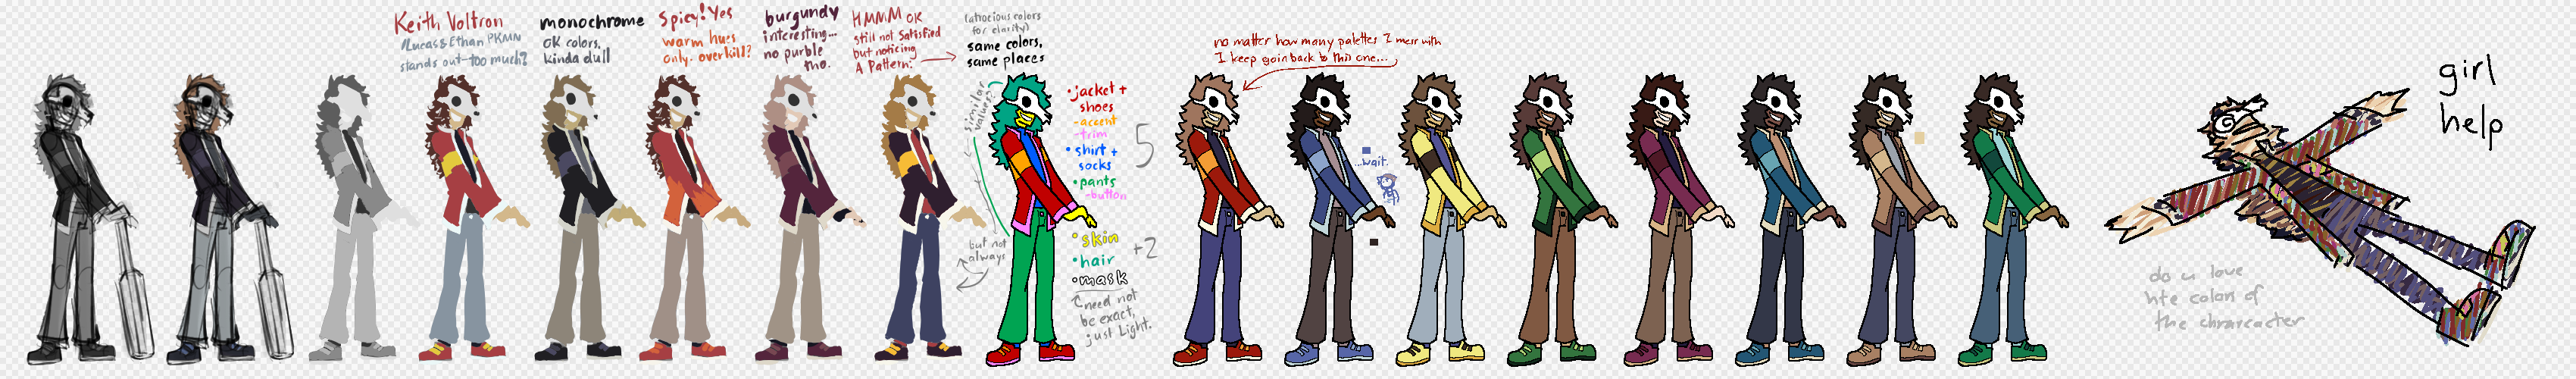 Keith Voltron
/Lucas & Ethan PKMN
stands out-too much?
monochrome
OK colors,
kinda dull
Spicy! Yes
warm hues
only. overkill?
burgundy
interesting...
no purble
tho.
HMMM OK
still not satisfied
but noticing
A Pattern.
(atrocious colors
for clarity)
same colors,
same places
similar
values?
but not
always
•jacket +
shoes
-accent
-trim
•shirt +
socks
•pants
-button
5
•skin
•hair
•mask
+2
need not
be exact,
just Light.
no matter how many palettes I mess with
I keep goin back to this one...
...wait.
girl
help
do u love
hte colors of
the chraracter